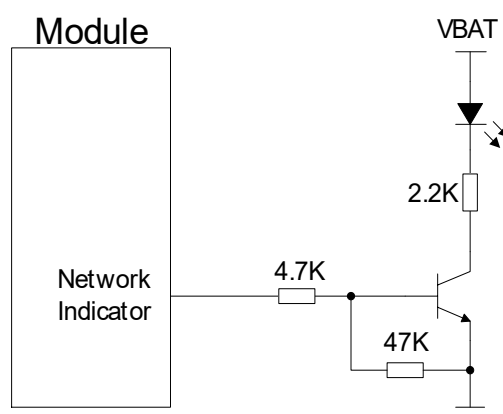 Module
VBAT
2.2K
4.7K
Network
Indicator
47K